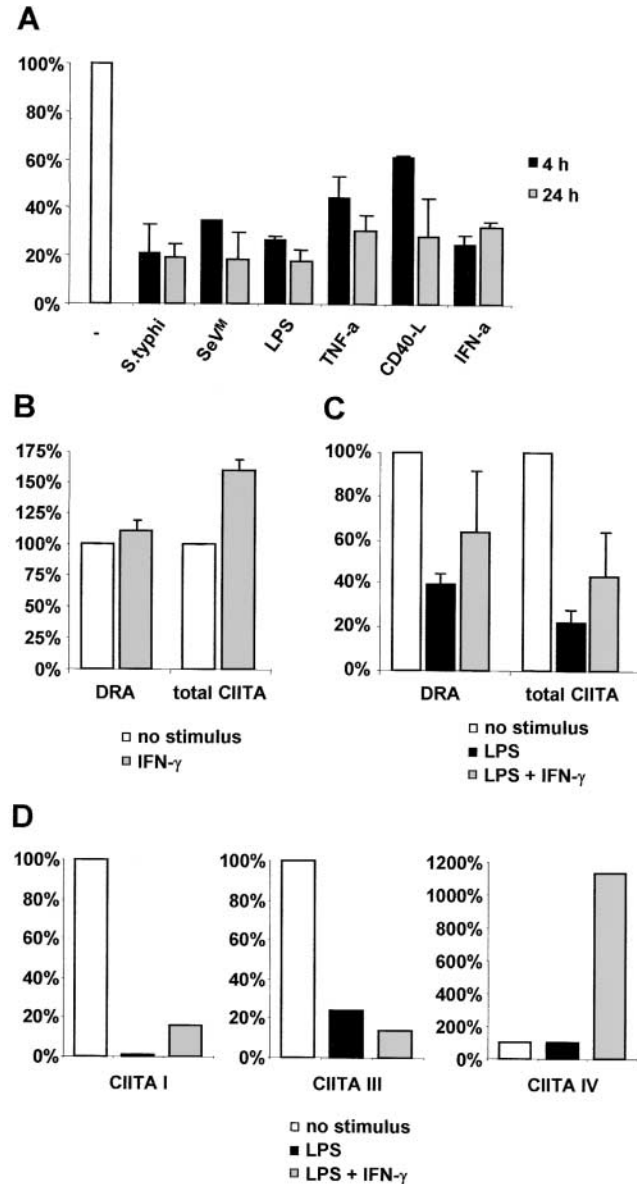 A
100%
80%
60%
40%
20%
0%
4 h
24 h
-
S.typhi
SeVM
LPS
TNF-a
CD40-L
IFN-a
B
175%
150%
125%
100%
75%
50%
25%
0%
DRA total CIITA
no stimulus
IFN-γ
C
100%
80%
60%
40%
20%
0%
DRA total CIITA
no stimulus
LPS
LPS + IFN-γ
D
100%
80%
60%
40%
20%
0%
CIITA I
100%
80%
60%
40%
20%
0%
CIITA III
1200%
1000%
800%
600%
400%
200%
0%
CIITA IV
no stimulus
LPS
LPS + IFN-γ